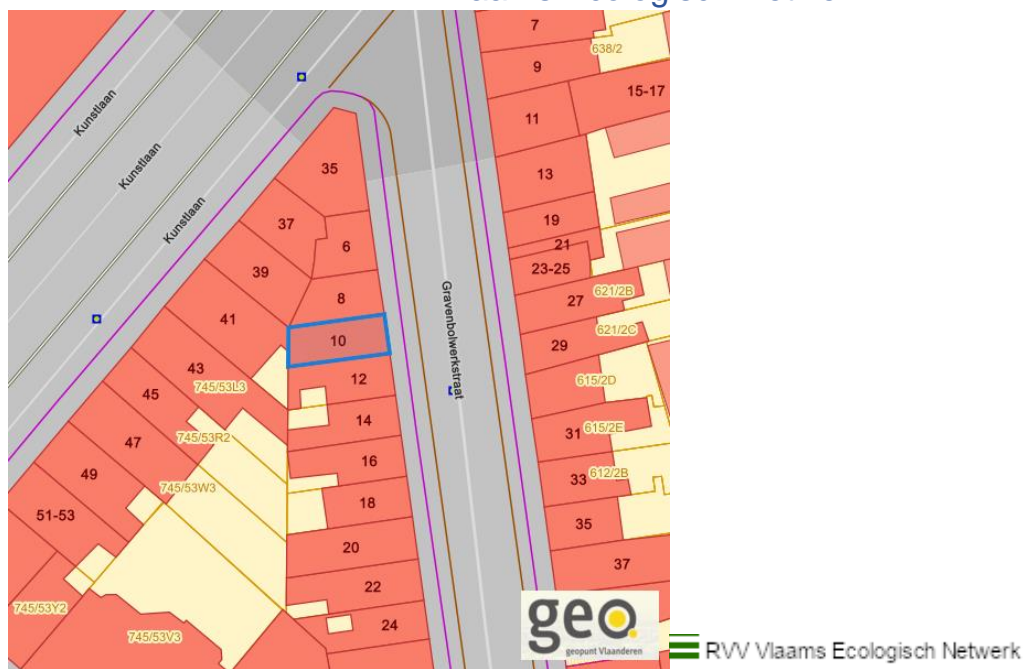 7
638/2
9
15-17
11
Kunstlaan
Kunstlaan
Kunstlaan
35
13
37
6
19
21
39
23-25
8
27
621/2B
41
10
Gravenbolwerkstraat
621/2C
29
43
12
745/53L3
615/2D
45
14
745/53R2
47
31
615/2E
16
49
745/53W3
33
612/2B
18
51-53
35
20
37
22
745/53Y2
24
745/53V3
geo.
geopunt Vlaanderen
RVV Vlaams Ecologisch Netwerk